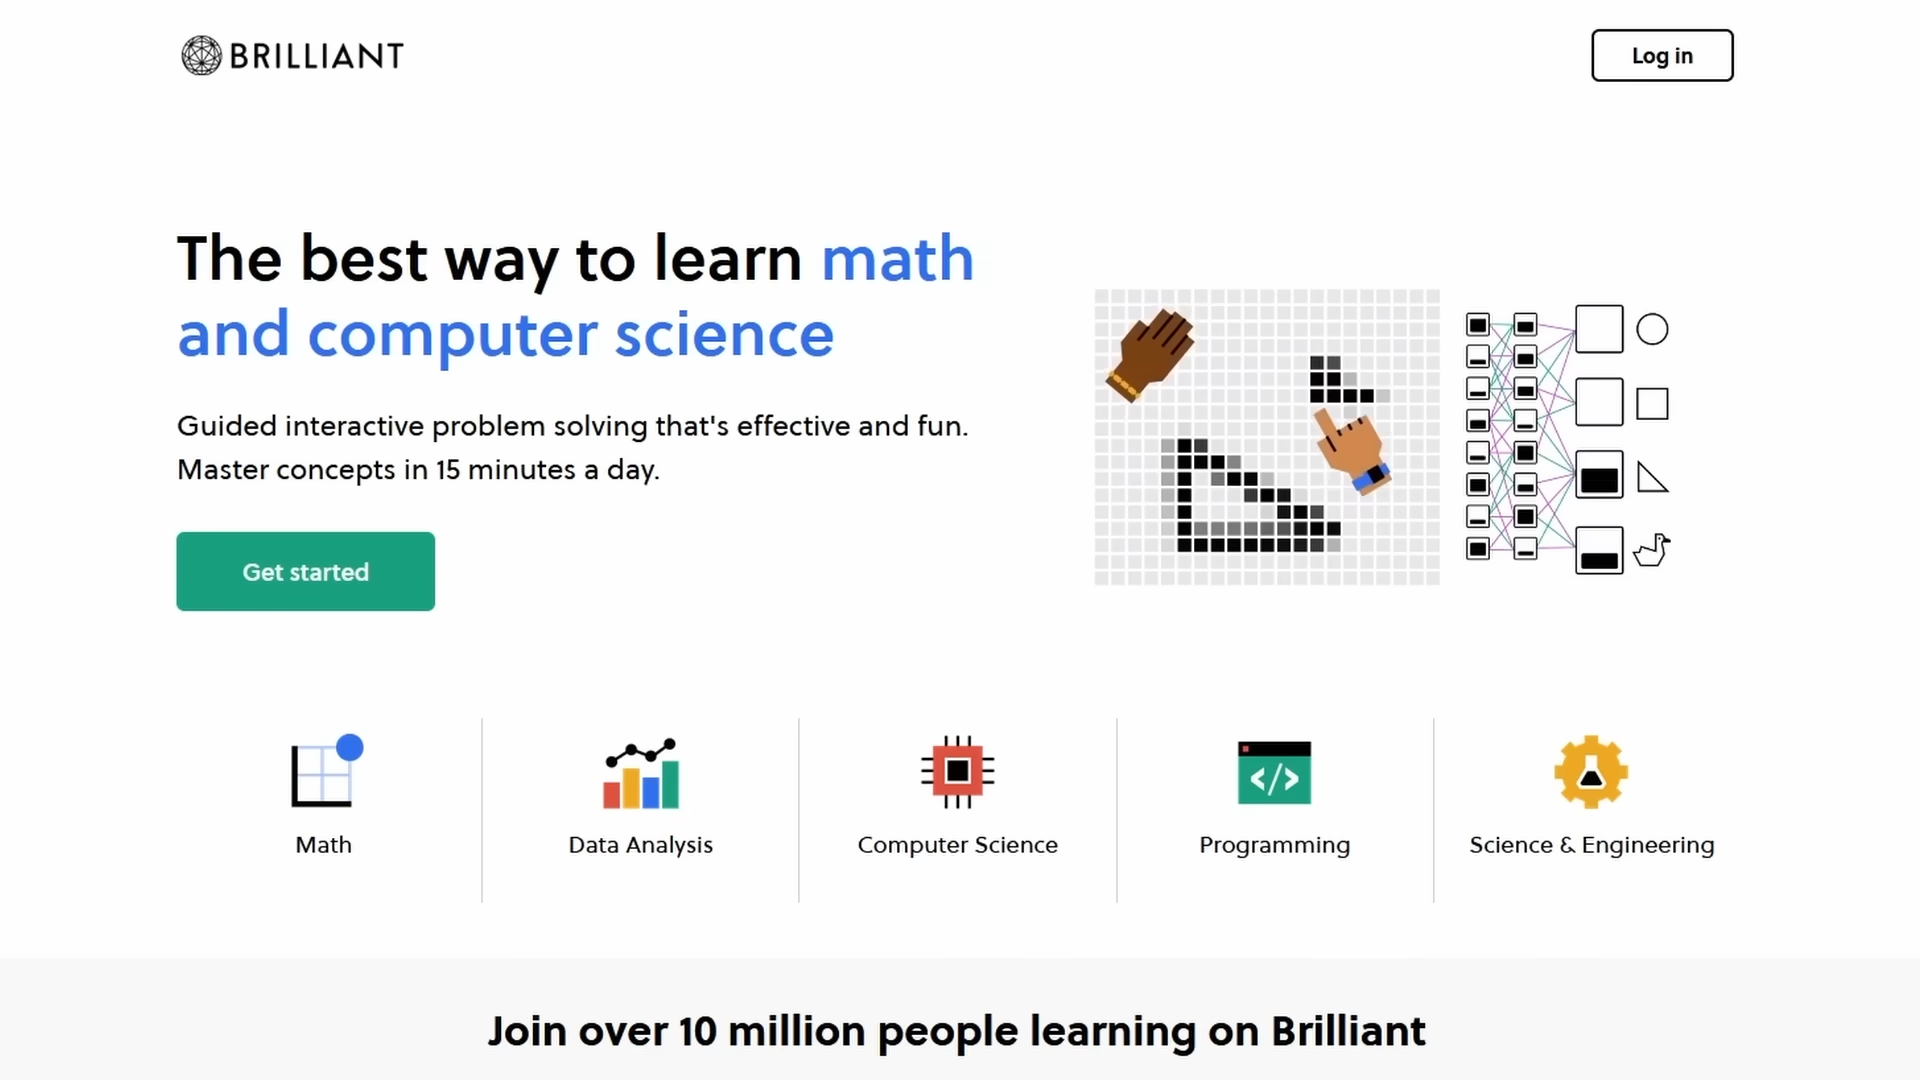 BRILLIANT
Log in
The best way to learn math
and computer science
Guided interactive problem solving that's effective and fun.
Master concepts in 15 minutes a day.
Get started
Math
Data Analysis
Computer Science
</>
Programming
Science & Engineering
Join over 10 million people learning on Brilliant